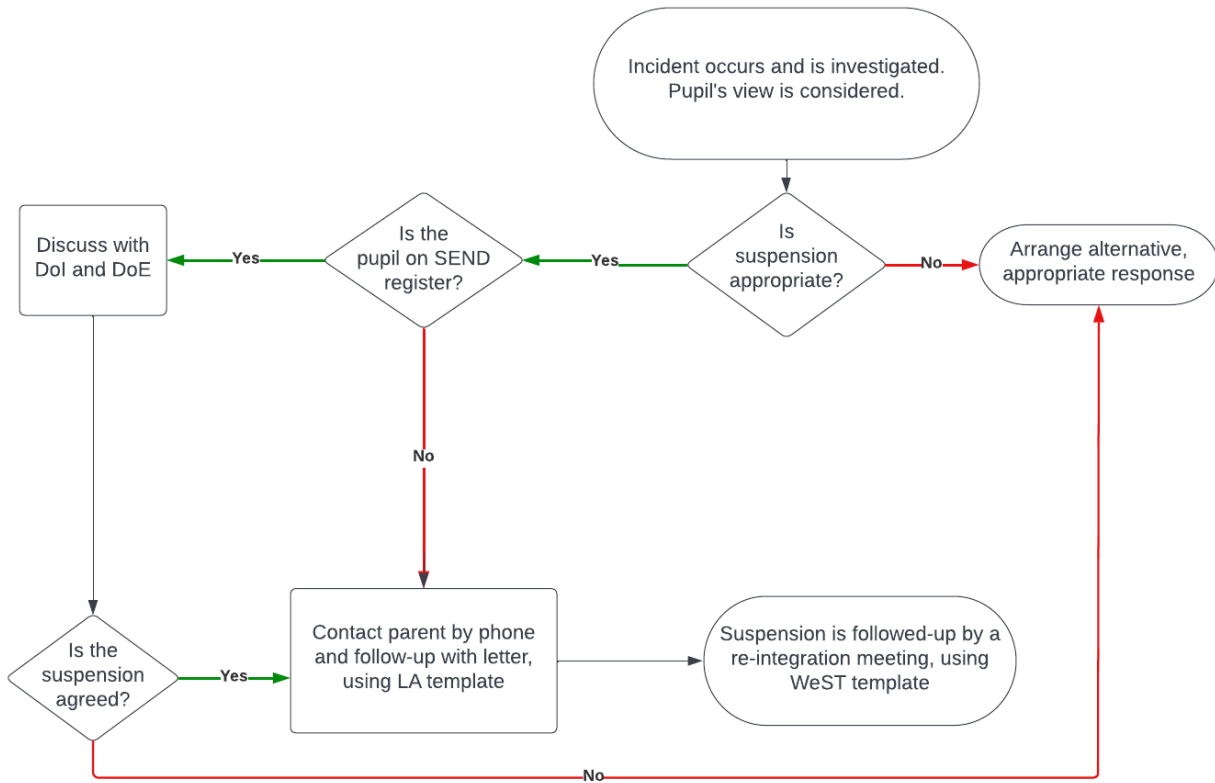 Incident occurs and is investigated.
Pupil's view is considered.
Is
suspension
appropriate?
No
Arrange alternative,
appropriate response
Yes
Is the
pupil on SEND
register?
Yes
Discuss with
DoI and DoE
No
Is the
suspension
agreed?
Yes
Contact parent by phone
and follow-up with letter,
using LA template
Suspension is followed-up by a
re-integration meeting, using
WeST template
No